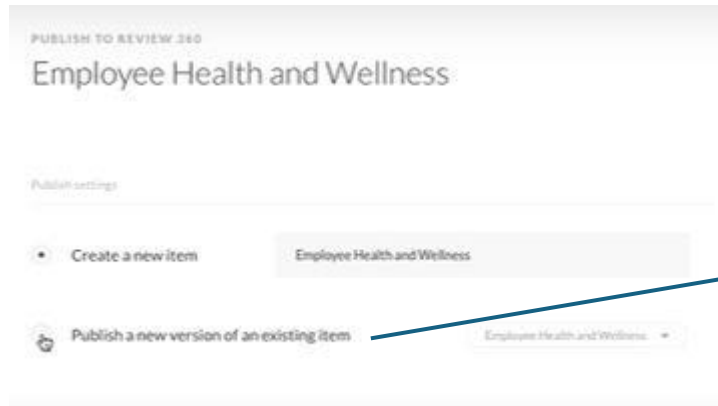 PUBLISH TO REVIEW 360
Employee Health and Wellness
Publish settings
Create a new item Employee Health and Wellness
Publish a new version of an existing item Employee Health and Wellness